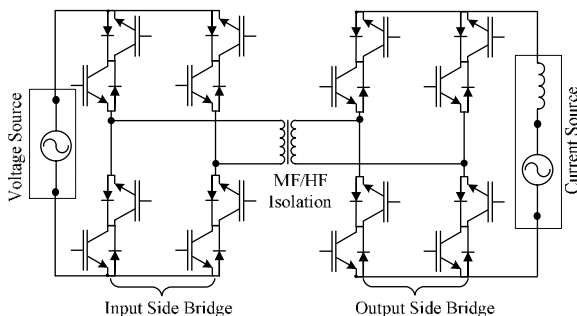 Voltage Source
MF/HF
Isolation
Current Source
Input Side Bridge
Output Side Bridge